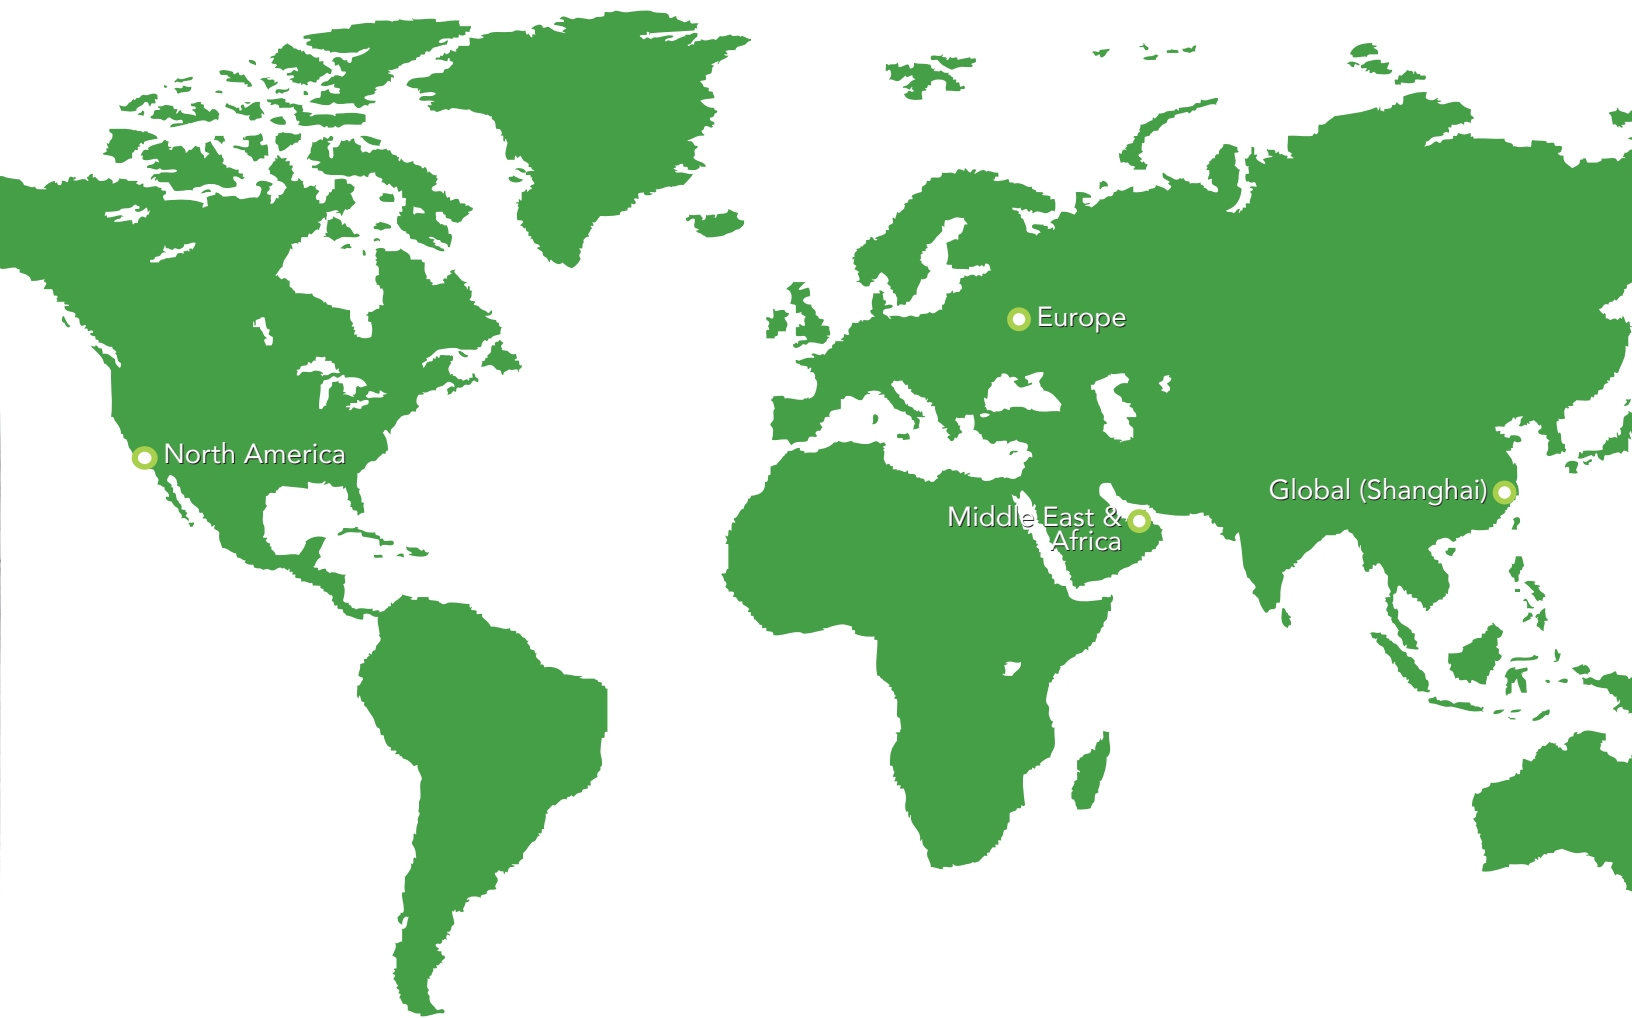 Europe
North America
Global (Shanghai)
Middle East &
Africa